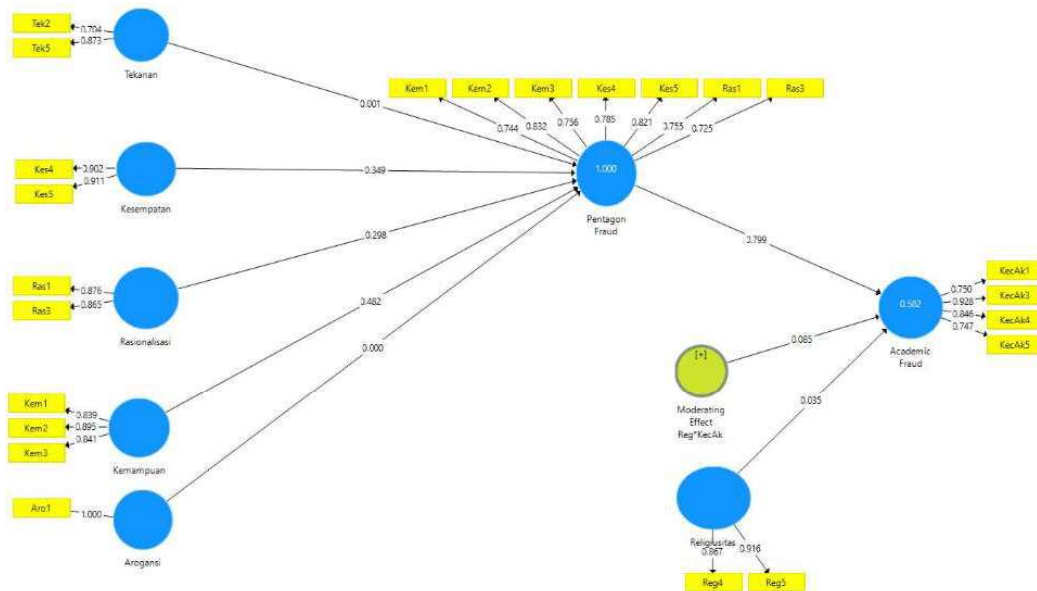 Tek2
0.704
Tek5
0.873
Tekanan
0.001
Kes4
0.902
Kes5
0.911
Kesempatan
0.349
Ras1
0.876
Ras3
0.865
Rasionalisasi
0.298
Kem1
0.839
Kem2
0.895
Kem3
0.841
Kemampuan
0.482
Aro1
1.000
Arogansi
0.000
Kem1
Kem2
Kem3
Kes4
Kes5
Ras1
Ras3
0.744
0.832
0.756
0.785
0.821
0.755
0.725
1.000
Pentagon
Fraud
0.799
[+]
Moderating
Effect
Reg*KecAk
0.085
0.035
Religiusitas
0.867
0.916
Reg4
Reg5
0.582
Academic
Fraud
KecAk1
0.750
KecAk3
0.928
KecAk4
0.846
KecAk5
0.747